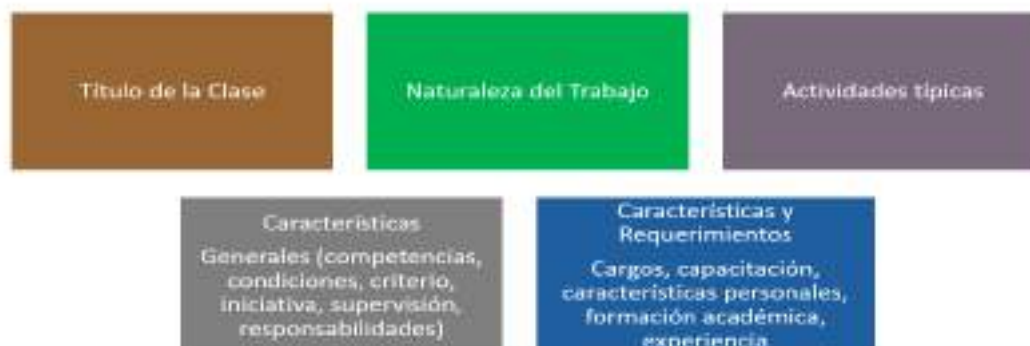 Título de la Clase
Naturaleza del Trabajo
Actividades típicas
Características
Generales (competencias,
condiciones, criterio,
iniciativa, supervisión,
responsabilidades)
Características y
Requerimientos
Cargos, capacitación,
características personales,
formación académica,
experiencia